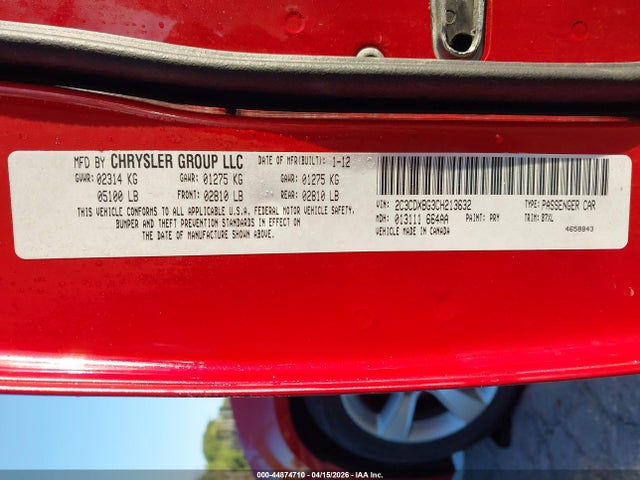 MFD BY CHRYSLER GROUP LLC DATE OF MFR(BUILT): 1-12
GVWR: 02314 KG GAWR: 01275 KG GAWR: 01275 KG
05100 LB FRONT: 02810 LB REAR: 02810 LB
THIS VEHICLE CONFORMS TO ALL APPLICABLE U.S.A. FEDERAL MOTOR VEHICLE SAFETY,
BUMPER AND THEFT PREVENTION STANDARDS IN EFFECT ON
THE DATE OF MANUFACTURE SHOWN ABOVE.
VIN: 2C3CDXBG3CH213632 TYPE: PASSENGER CAR
MDH: 013111 664AA PAINT: PRY TRIM: B7XL
VEHICLE MADE IN CANADA 4658843
000-44874710 - 04/15/2026 - IAA Inc.